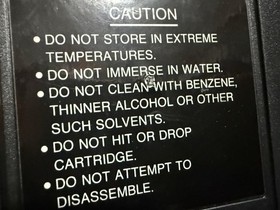 CAUTION
• DO NOT STORE IN EXTREME
TEMPERATURES.
• DO NOT IMMERSE IN WATER.
• DO NOT CLEAN WITH BENZENE,
THINNER ALCOHOL OR OTHER
SUCH SOLVENTS.
• DO NOT HIT OR DROP
CARTRIDGE.
• DO NOT ATTEMPT TO
DISASSEMBLE.